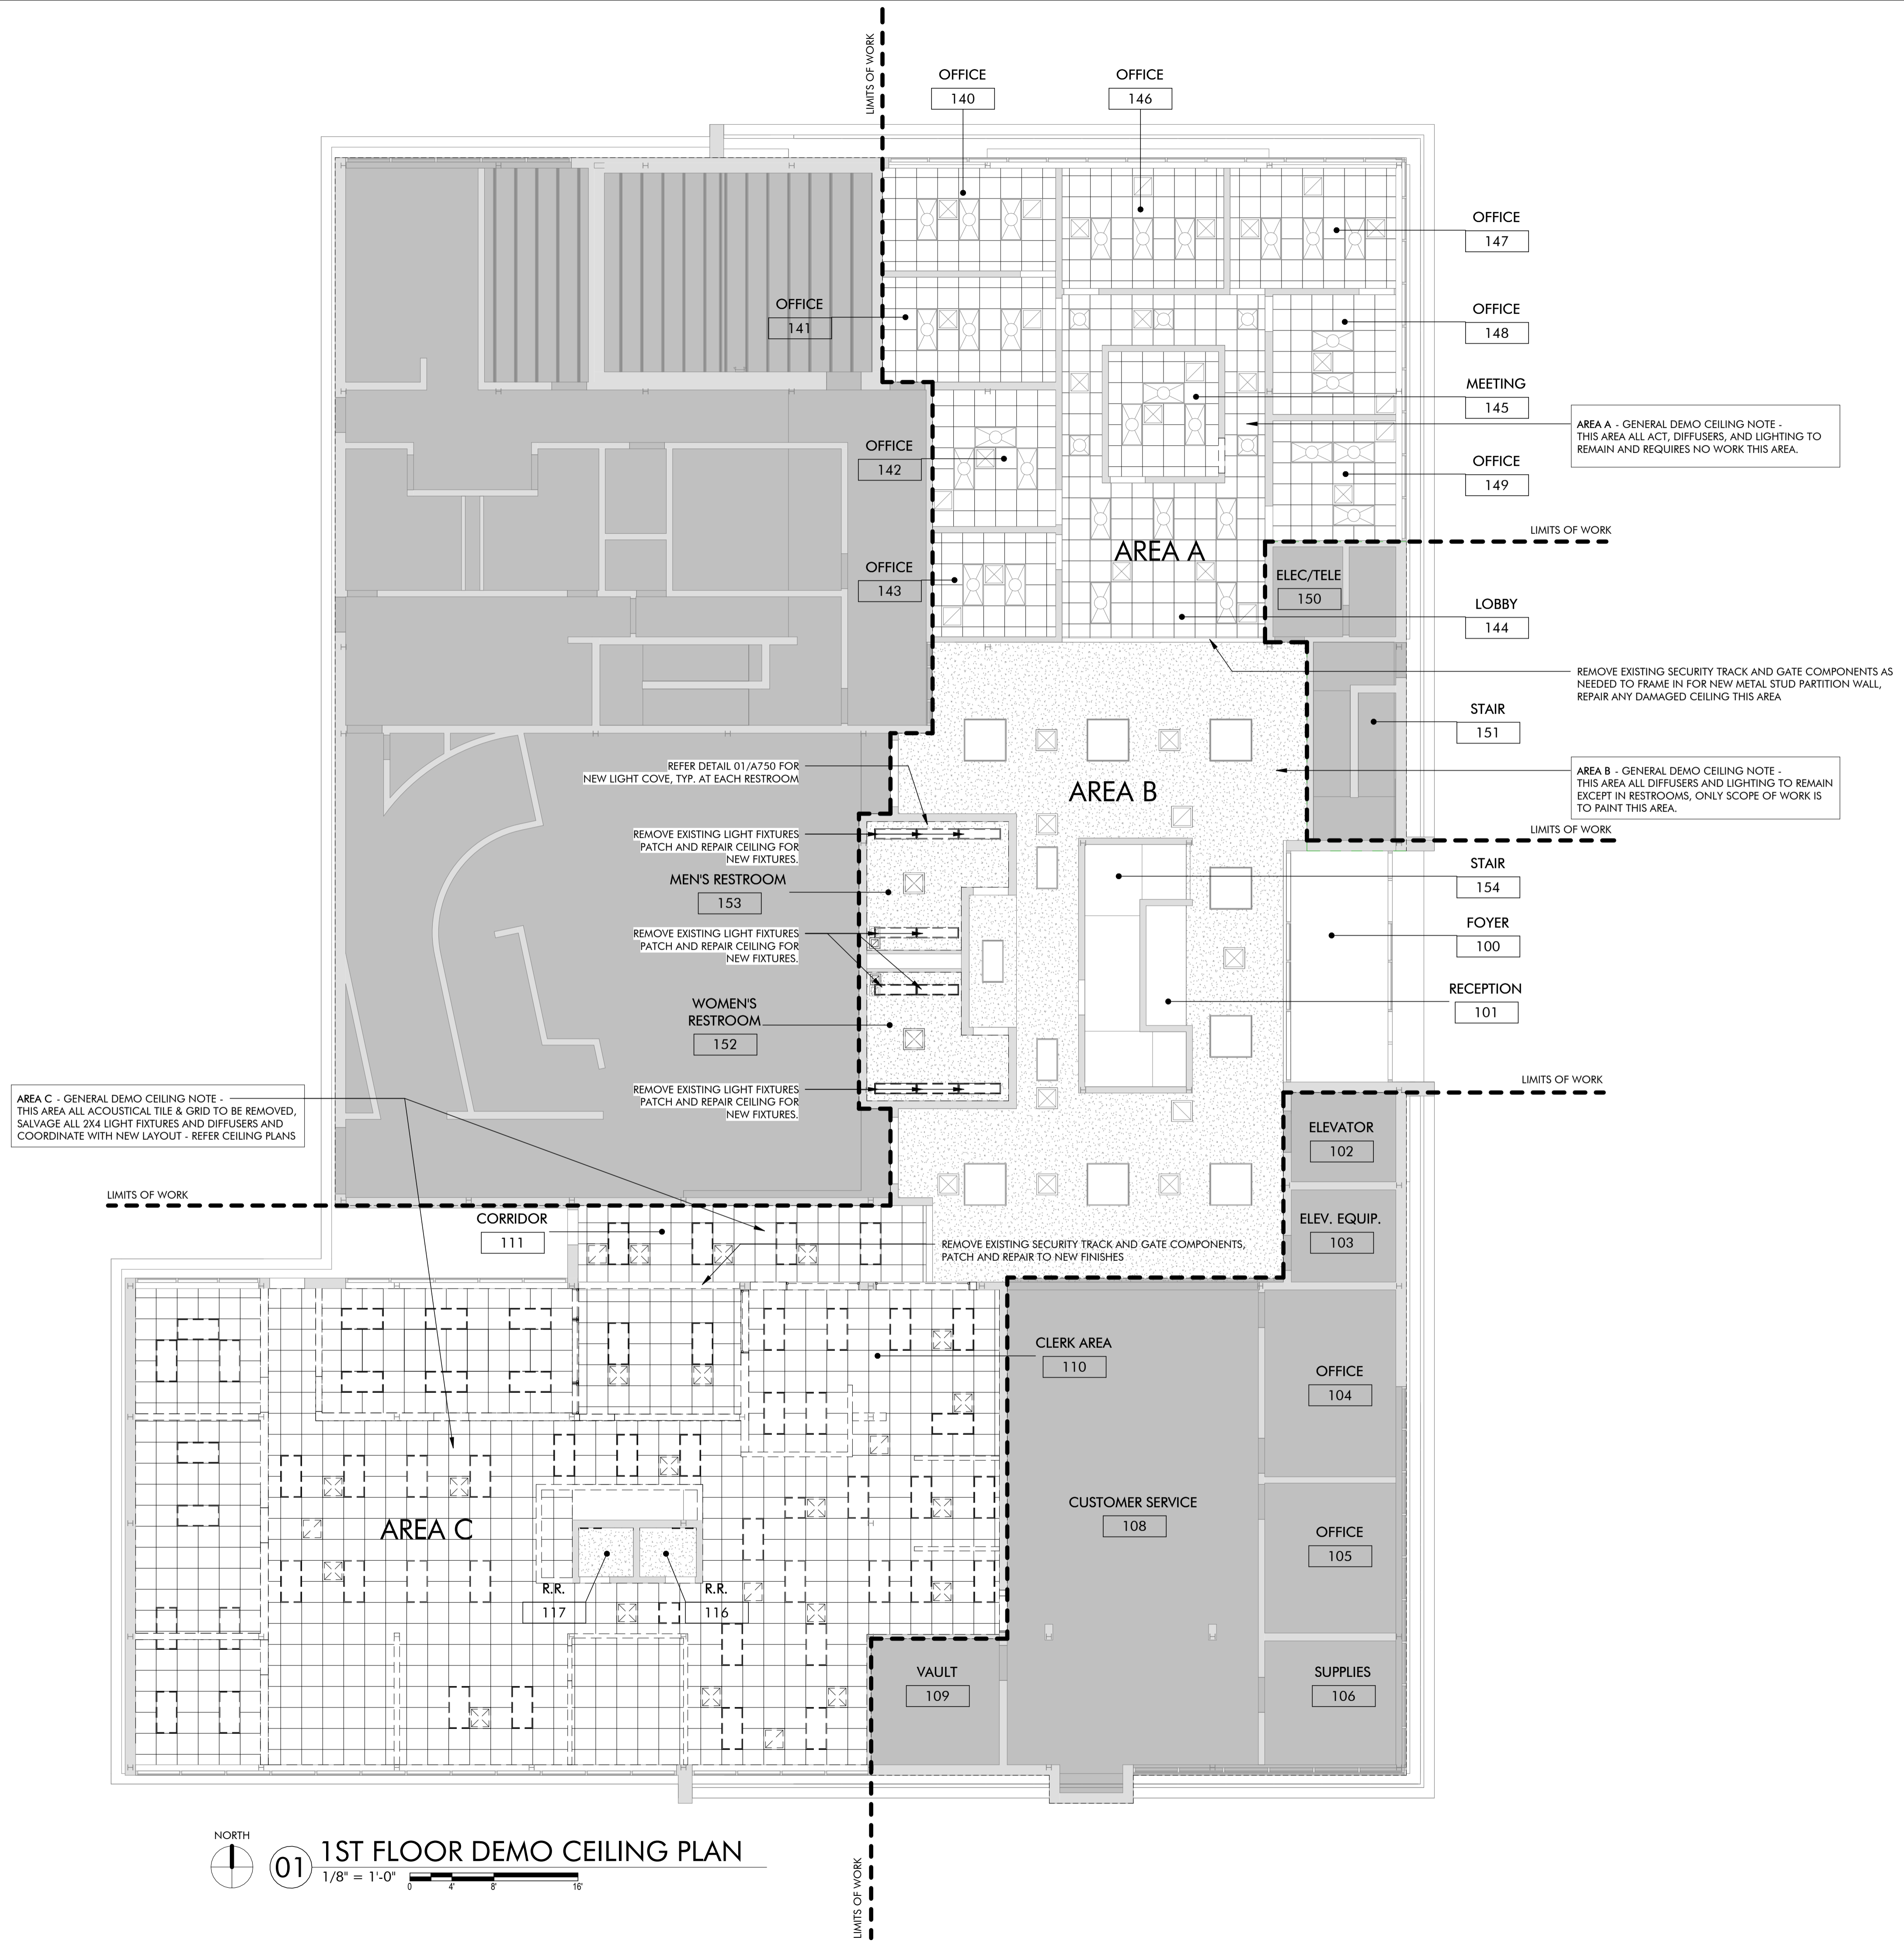 LIMITS OF WORK
OFFICE
140
OFFICE
146
OFFICE
147
OFFICE
141
OFFICE
148
MEETING
145
AREA A - GENERAL DEMO CEILING NOTE -
THIS AREA ALL ACT, DIFFUSERS, AND LIGHTING TO
REMAIN AND REQUIRES NO WORK THIS AREA.
OFFICE
142
OFFICE
149
LIMITS OF WORK
AREA A
OFFICE
143
ELEC/TELE
150
LOBBY
144
REMOVE EXISTING SECURITY TRACK AND GATE COMPONENTS AS
NEEDED TO FRAME IN FOR NEW METAL STUD PARTITION WALL,
REPAIR ANY DAMAGED CEILING THIS AREA
STAIR
151
REFER DETAIL 01/A750 FOR
NEW LIGHT COVE, TYP. AT EACH RESTROOM
AREA B
AREA B - GENERAL DEMO CEILING NOTE -
THIS AREA ALL DIFFUSERS AND LIGHTING TO REMAIN
EXCEPT IN RESTROOMS, ONLY SCOPE OF WORK IS
TO PAINT THIS AREA.
LIMITS OF WORK
REMOVE EXISTING LIGHT FIXTURES
PATCH AND REPAIR CEILING FOR
NEW FIXTURES.
MEN'S RESTROOM
153
STAIR
154
FOYER
100
REMOVE EXISTING LIGHT FIXTURES
PATCH AND REPAIR CEILING FOR
NEW FIXTURES.
RECEPTION
101
WOMEN'S
RESTROOM
152
LIMITS OF WORK
REMOVE EXISTING LIGHT FIXTURES
PATCH AND REPAIR CEILING FOR
NEW FIXTURES.
AREA C - GENERAL DEMO CEILING NOTE -
THIS AREA ALL ACOUSTICAL TILE & GRID TO BE REMOVED,
SALVAGE ALL 2X4 LIGHT FIXTURES AND DIFFUSERS AND
COORDINATE WITH NEW LAYOUT - REFER CEILING PLANS
ELEVATOR
102
LIMITS OF WORK
CORRIDOR
111
ELEV. EQUIP.
103
REMOVE EXISTING SECURITY TRACK AND GATE COMPONENTS,
PATCH AND REPAIR TO NEW FINISHES
CLERK AREA
110
OFFICE
104
AREA C
CUSTOMER SERVICE
108
OFFICE
105
R.R.
117
R.R.
116
VAULT
109
SUPPLIES
106
NORTH
01
1ST FLOOR DEMO CEILING PLAN
1/8" = 1'-0"
0 4' 8' 16'
LIMITS OF WORK